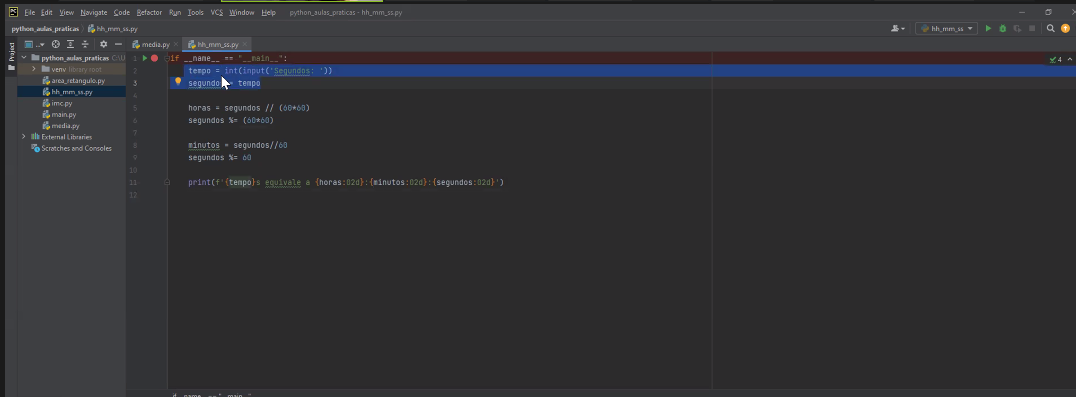 PC File Edit View Navigate Code Refactor Run Tools VCS Window Help python_aulas_praticas - hh_mm_ss.py
python_aulas_praticas hh_mm_ss.py hh_mm_ss
Project
media.py hh_mm_ss.py
python_aulas_praticas C:\U
venv library root
area_retangulo.py
hh_mm_ss.py
imc.py
main.py
media.py
External Libraries
Scratches and Consoles
4
1 if __name__ == "__main__":
2 tempo = int(input('Segundos: '))
3 segundo = tempo
4
5 horas = segundos // (60*60)
6 segundos %= (60*60)
7
8 minutos = segundos//60
9 segundos %= 60
10
11 print(f'{tempo}s equivale a {horas:02d}:{minutos:02d}:{segundos:02d}')
12
if __name__ == "__main__"